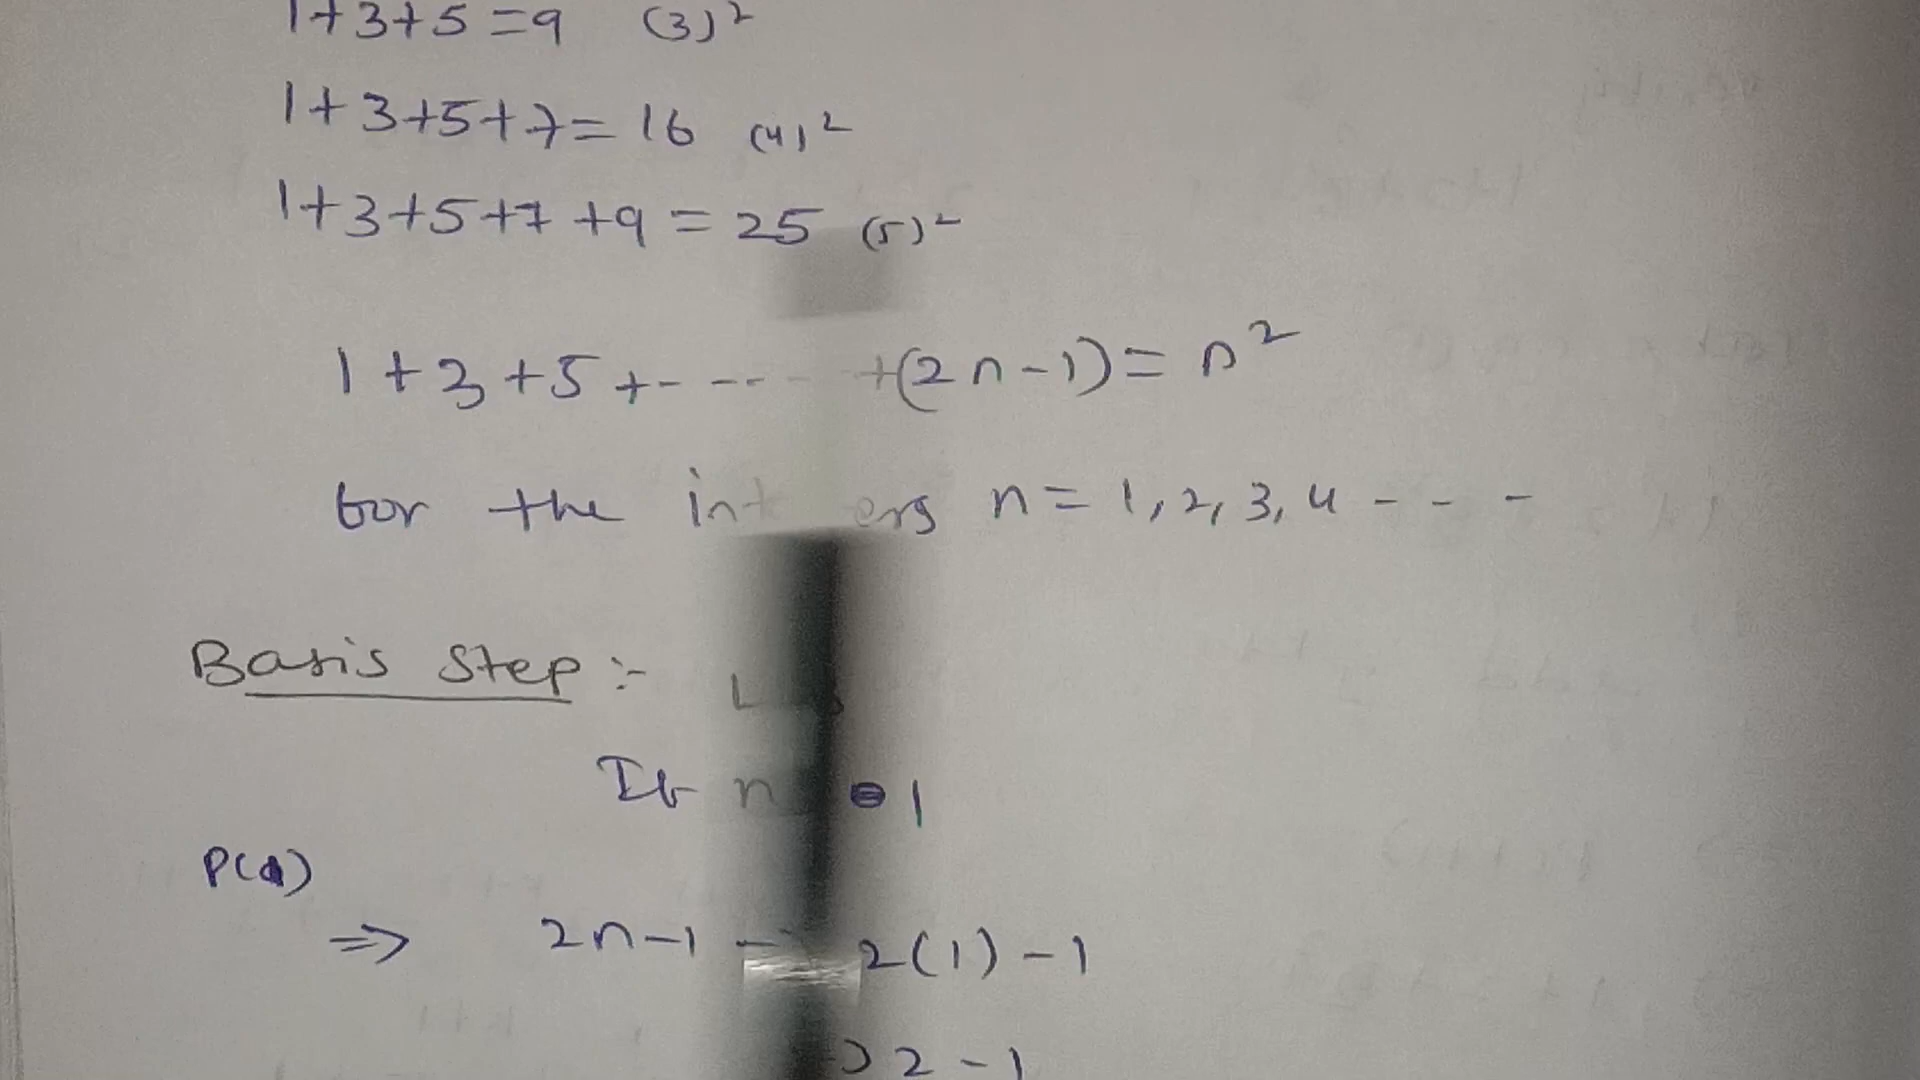 1+3+5=9 (3)²
1+3+5+7=16 (4)²
1+3+5+7+9=25 (5)²
1+3+5+-----+(2n-1)=n²
for the n=1,2,3,4---
Basis Step:-
If n=1
P(1)
⇒ 2n-1 → 2(1)-1
2-1